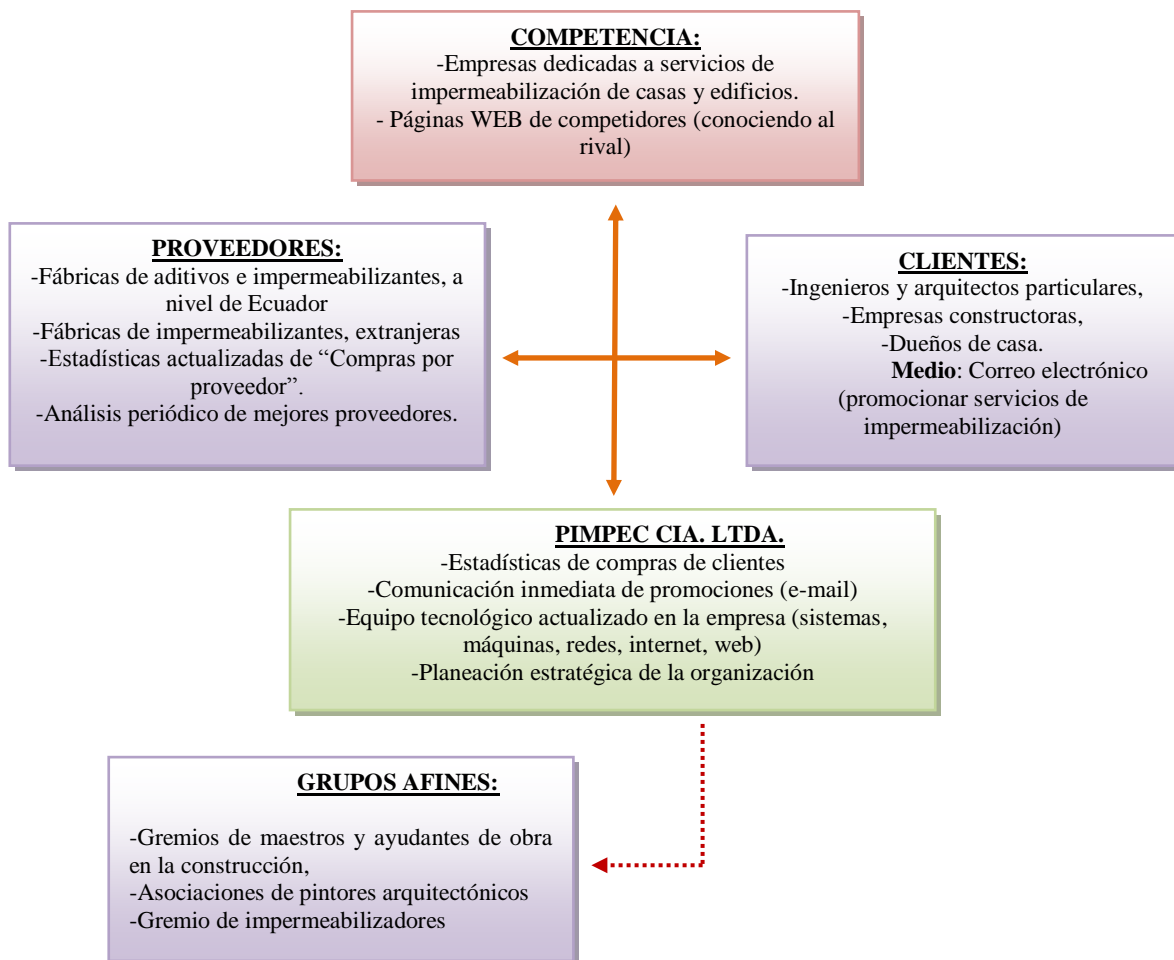 COMPETENCIA:
-Empresas dedicadas a servicios de
impermeabilización de casas y edificios.
- Páginas WEB de competidores (conociendo al
rival)
PROVEEDORES:
-Fábricas de aditivos e impermeabilizantes, a
nivel de Ecuador
-Fábricas de impermeabilizantes, extranjeras
-Estadísticas actualizadas de “Compras por
proveedor”.
-Análisis periódico de mejores proveedores.
CLIENTES:
-Ingenieros y arquitectos particulares,
-Empresas constructoras,
-Dueños de casa.
Medio: Correo electrónico
(promocionar servicios de
impermeabilización)
PIMPEC CIA. LTDA.
-Estadísticas de compras de clientes
-Comunicación inmediata de promociones (e-mail)
-Equipo tecnológico actualizado en la empresa (sistemas,
máquinas, redes, internet, web)
-Planeación estratégica de la organización
GRUPOS AFINES:
-Gremios de maestros y ayudantes de obra
en la construcción,
-Asociaciones de pintores arquitectónicos
-Gremio de impermeabilizadores